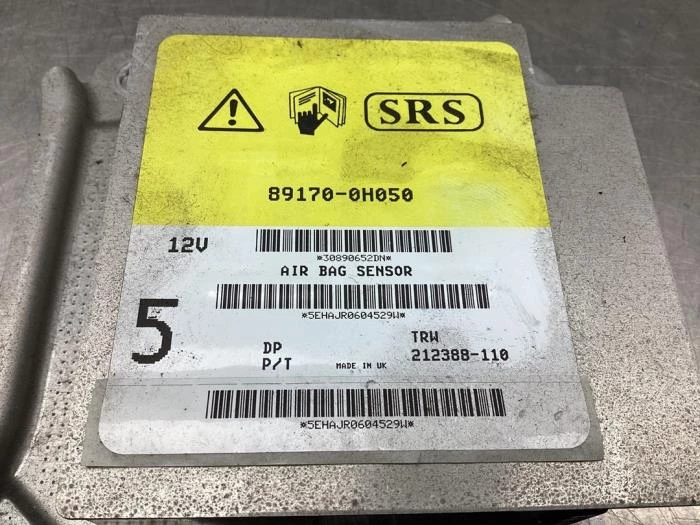 SRS
89170-0H050
12V
*30890652DN*
AIR BAG SENSOR
*5EHAJR0604529W*
5
DP
TRW
P/T
MADE IN UK
212388-110
*5EHAJR0604529W*